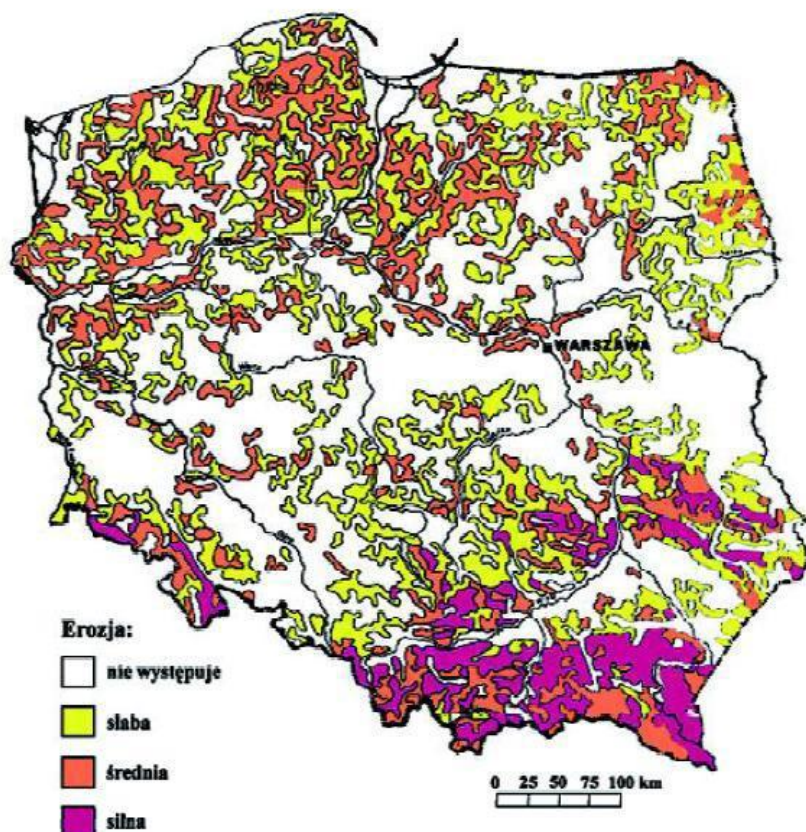 WARSZAWA
Erozja:
nie występuje
słaba
średnia
silna
0 25 50 75 100 km